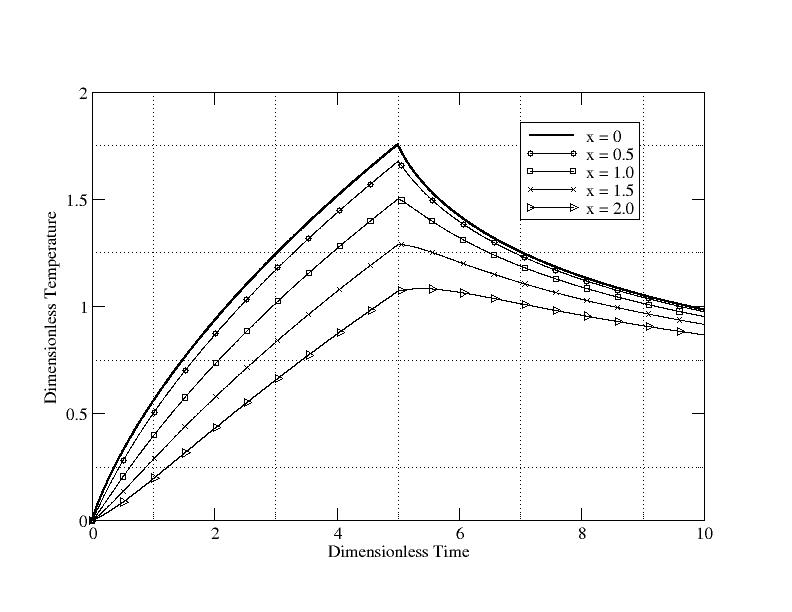 2
1.5
1
0.5
0
Dimensionless Temperature
x = 0
x = 0.5
x = 1.0
x = 1.5
x = 2.0
0 2 4 6 8 10
Dimensionless Time